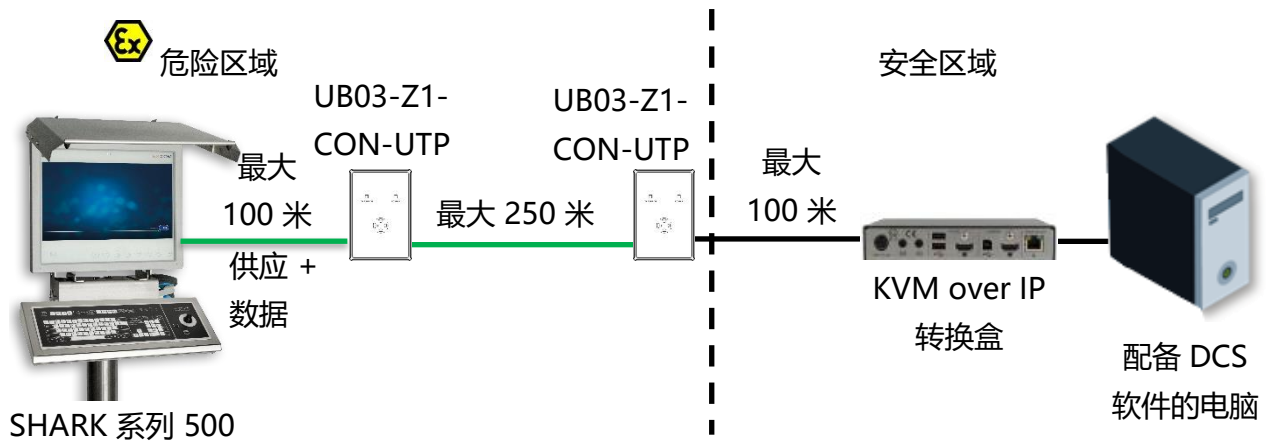 Ex
危险区域
安全区域
UB03-Z1-
CON-UTP
UB03-Z1-
CON-UTP
最大
100 米
供应 +
数据
最大 250 米
最大
100 米
KVM over IP
转换盒
配备 DCS
软件的电脑
SHARK 系列 500